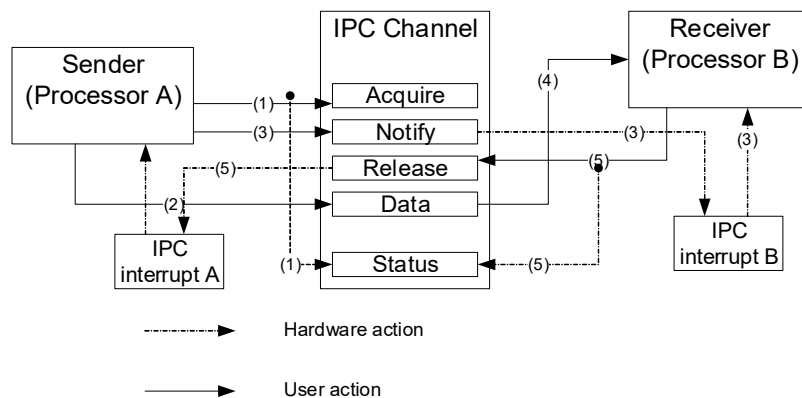 IPC Channel
Sender
(Processor A)
Receiver
(Processor B)
(4)
(1)
Acquire
(3)
Notify
(3)
(3)
(5)
Release
(5)
(2)
Data
IPC
interrupt A
IPC
interrupt B
(1)
Status
(5)
Hardware action
User action